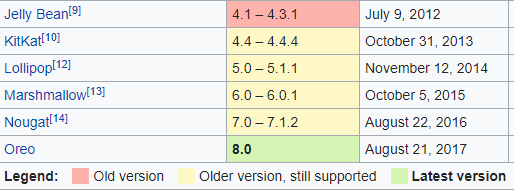 Jelly Bean[9] 4.1 – 4.3.1 July 9, 2012
KitKat[10] 4.4 – 4.4.4 October 31, 2013
Lollipop[12] 5.0 – 5.1.1 November 12, 2014
Marshmallow[13] 6.0 – 6.0.1 October 5, 2015
Nougat[14] 7.0 – 7.1.2 August 22, 2016
Oreo 8.0 August 21, 2017
Legend: Old version Older version, still supported Latest version